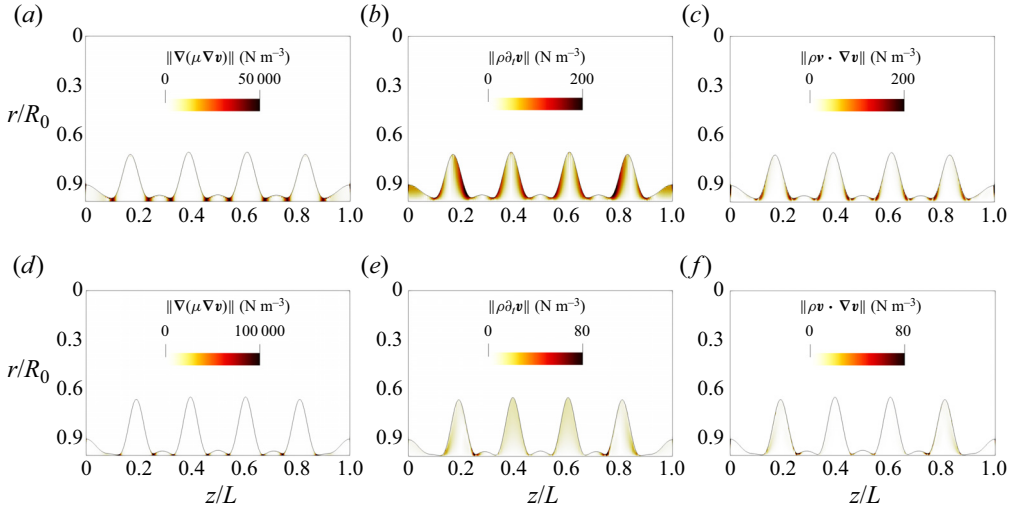 (a) (b) (c)
‖∇(μ∇v)‖ (N m⁻³) ‖ρ∂ₜv‖ (N m⁻³) ‖ρv · ∇v‖ (N m⁻³)
0 50 000 0 200 0 200
r/R₀
0 0.3 0.6 0.9
0 0.2 0.4 0.6 0.8 1.0
0 0.3 0.6 0.9
0 0.2 0.4 0.6 0.8 1.0
0 0.3 0.6 0.9
0 0.2 0.4 0.6 0.8 1.0
(d) (e) (f)
‖∇(μ∇v)‖ (N m⁻³) ‖ρ∂ₜv‖ (N m⁻³) ‖ρv · ∇v‖ (N m⁻³)
0 100 000 0 80 0 80
r/R₀
0 0.3 0.6 0.9
0 0.2 0.4 0.6 0.8 1.0
0 0.3 0.6 0.9
0 0.2 0.4 0.6 0.8 1.0
0 0.3 0.6 0.9
0 0.2 0.4 0.6 0.8 1.0
z/L z/L z/L